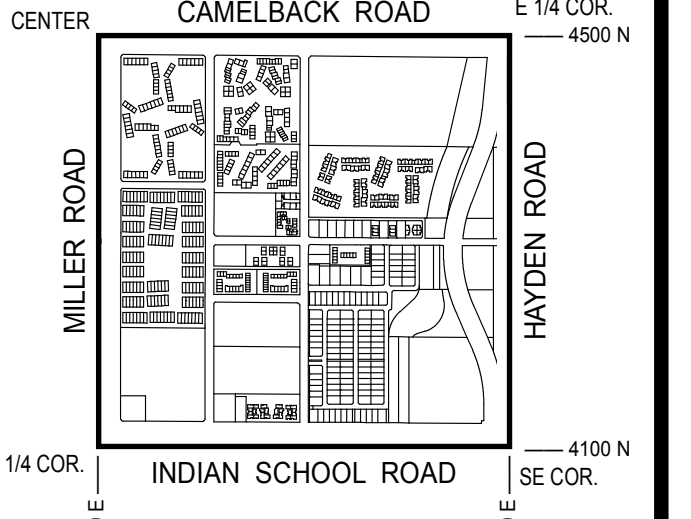 CAMELBACK ROAD
CENTER
E 1/4 COR.
4500 N
MILLER ROAD
HAYDEN ROAD
4100 N
1/4 COR.
INDIAN SCHOOL ROAD
SE COR.
E
E